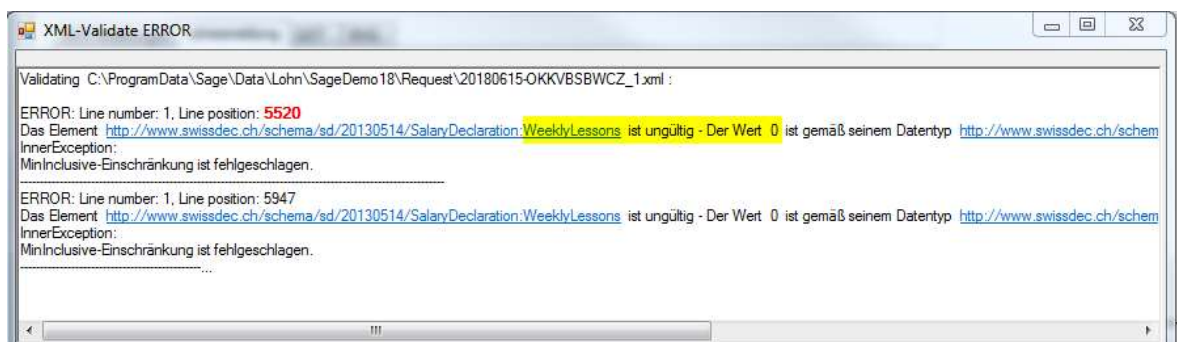 XML-Validate ERROR
Validating C:\ProgramData\Sage\Data\Lohn\SageDemo18\Request\20180615-OKKVBSBWCZ_1.xml :
ERROR: Line number: 1, Line position: 5520
Das Element http://www.swissdec.ch/schema/sd/20130514/SalaryDeclaration:WeeklyLessons ist ungültig - Der Wert 0 ist gemäß seinem Datentyp http://www.swissdec.ch/schem
InnerException:
MinInclusive-Einschränkung ist fehlgeschlagen.
--------------------------------------------------------------------------------------------------------
ERROR: Line number: 1, Line position: 5947
Das Element http://www.swissdec.ch/schema/sd/20130514/SalaryDeclaration:WeeklyLessons ist ungültig - Der Wert 0 ist gemäß seinem Datentyp http://www.swissdec.ch/schem
InnerException:
MinInclusive-Einschränkung ist fehlgeschlagen.
--------------------------------------------...